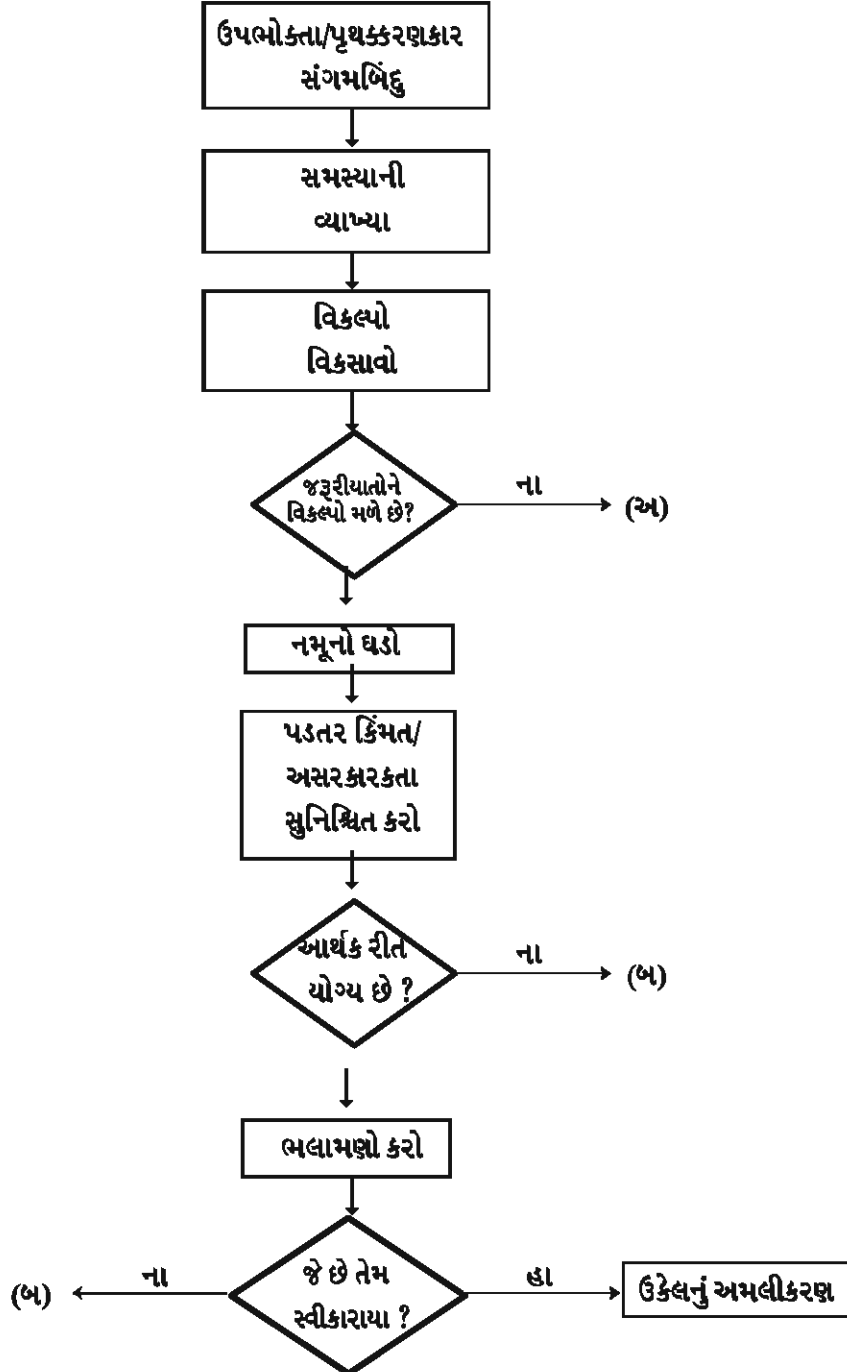 ઉપભોક્તા/પૃથક્કરણકાર
સંગમબિંદુ
સમસ્યાની
વ્યાખ્યા
વિકલ્પો
વિકસાવો
જરૂરીયાતોને
વિકલ્પો મળે છે?
ના
(અ)
નમૂનો ઘડો
પડતર કિંમત/
અસરકારકતા
સુનિશ્ચિત કરો
આર્થક રીત
યોગ્ય છે ?
ના
(બ)
ભલામણો કરો
(બ)
ના
જે છે તેમ
સ્વીકારાયા ?
હા
ઉકેલનું અમલીકરણ